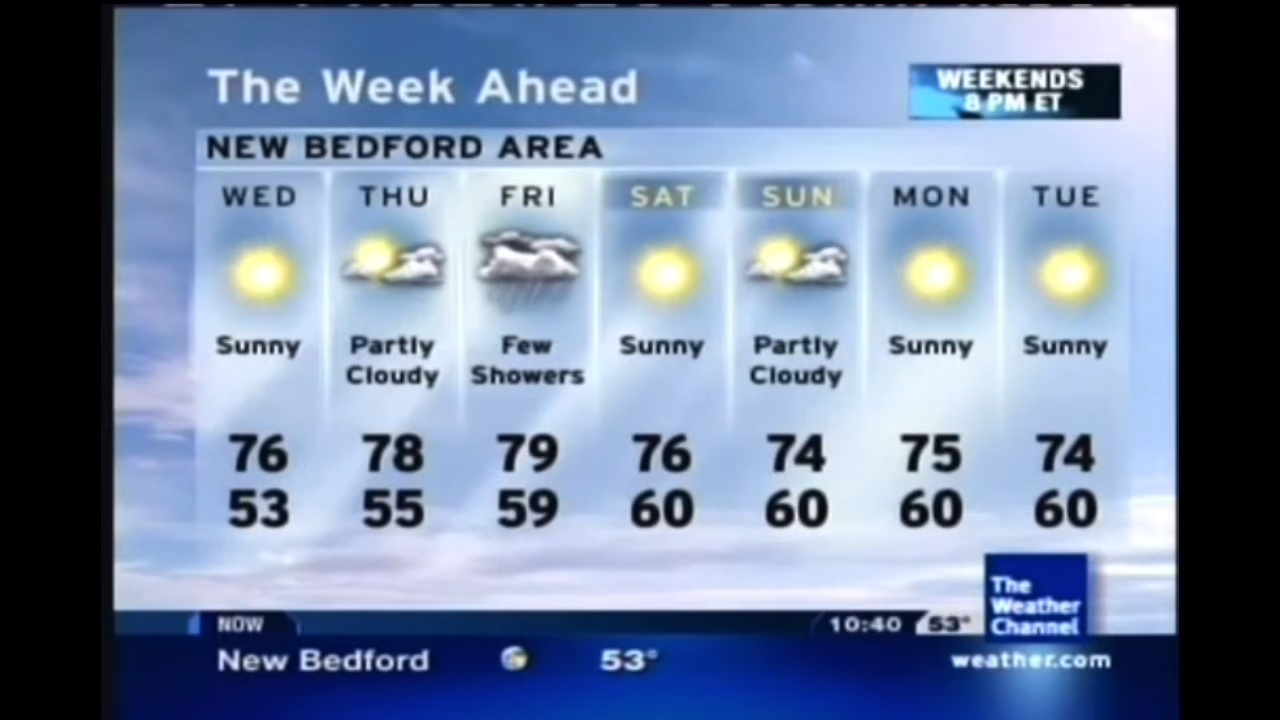 The Week Ahead
WEEKENDS
8 PM ET
NEW BEDFORD AREA
WED THU FRI SAT SUN MON TUE
Sunny Partly Few Sunny Partly Sunny Sunny
Cloudy Showers Cloudy
76 78 79 76 74 75 74
53 55 59 60 60 60 60
The
Weather
Channel
NOW 10:40 53°
New Bedford 53° weather.com